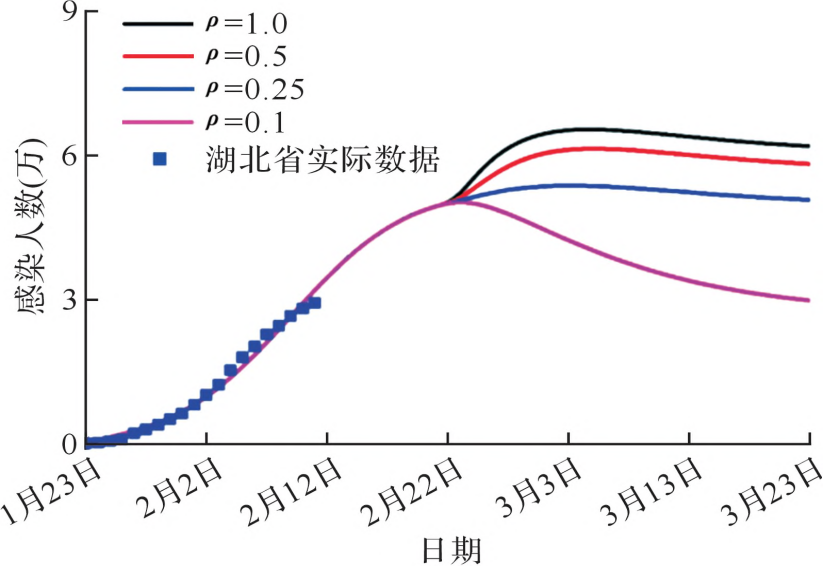 9
ρ=1.0
ρ=0.5
ρ=0.25
ρ=0.1
湖北省实际数据
6
3
0
感染人数(万)
1月23日
2月2日
2月12日
2月22日
3月3日
3月13日
3月23日
日期